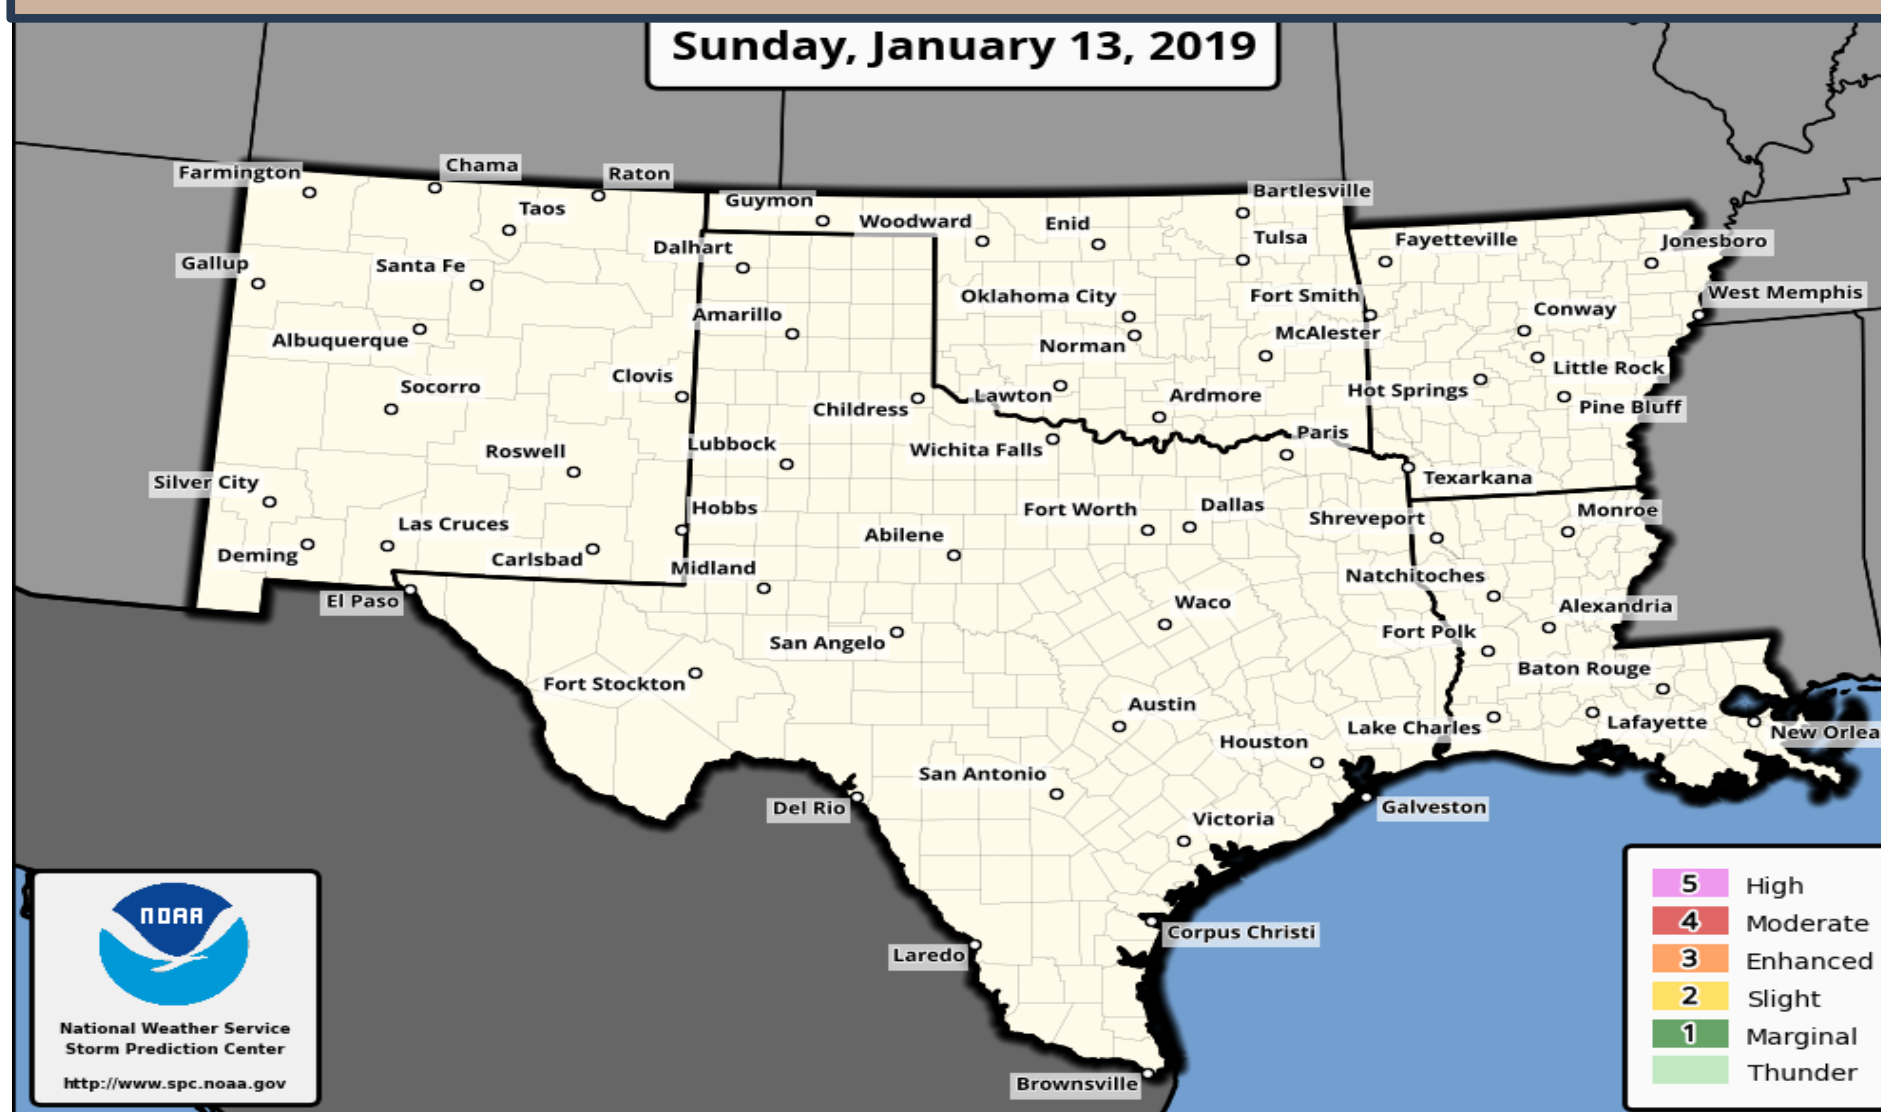 Sunday, January 13, 2019
Farmington
Chama
Raton
Taos
Guymon
Woodward
Enid
Bartlesville
Tulsa
Dalhart
Fayetteville
Jonesboro
Gallup
Santa Fe
Oklahoma City
Fort Smith
West Memphis
Amarillo
Conway
Albuquerque
Norman
McAlester
Little Rock
Socorro
Clovis
Childress
Lawton
Ardmore
Hot Springs
Pine Bluff
Roswell
Lubbock
Wichita Falls
Paris
Texarkana
Silver City
Hobbs
Fort Worth
Dallas
Shreveport
Monroe
Las Cruces
Abilene
Deming
Carlsbad
Midland
Natchitoches
El Paso
Waco
Alexandria
San Angelo
Fort Polk
Fort Stockton
Baton Rouge
Austin
Lake Charles
Lafayette
New Orlea
Houston
San Antonio
Del Rio
Galveston
Victoria
Corpus Christi
Laredo
Brownsville
NOAA
National Weather Service
Storm Prediction Center
http://www.spc.noaa.gov
5 High
4 Moderate
3 Enhanced
2 Slight
1 Marginal
Thunder